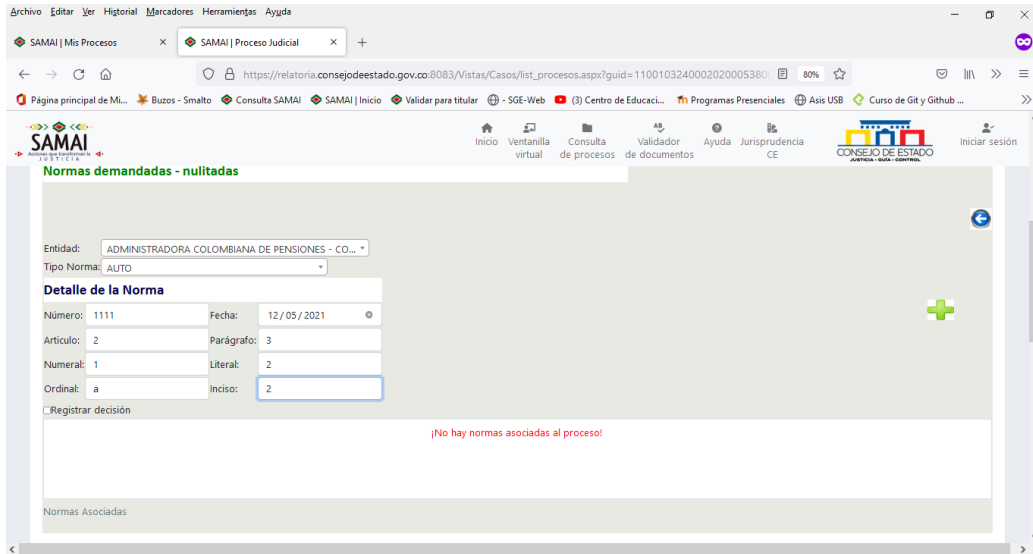 Archivo Editar Ver Historial Marcadores Herramientas Ayuda
SAMAI | Mis Procesos × SAMAI | Proceso Judicial × +
https://relatoria.consejodeestado.gov.co:8083/Vistas/Casos/list_procesos.aspx?guid=110010324000202000538 80%
Página principal de Mi... Buzos - Smalto Consulta SAMAI SAMAI | Inicio Validar para titular - SGE-Web (3) Centro de Educaci... Programas Presenciales Asis USB Curso de Git y Github ...
SAMAI
JUSTICIA
Inicio Ventanilla virtual Consulta de procesos Validador de documentos Ayuda Jurisprudencia CE
CONSEJO DE ESTADO
JUSTICIA - GUÍA - CONTROL
Iniciar sesión
Normas demandadas - nulitadas
Entidad: ADMINISTRADORA COLOMBIANA DE PENSIONES - CO...
Tipo Norma: AUTO
Detalle de la Norma
Número: 1111 Fecha: 12 / 05 / 2021
Articulo: 2 Parágrafo: 3
Numeral: 1 Literal: 2
Ordinal: a Inciso: 2
Registrar decisión
¡No hay normas asociadas al proceso!
Normas Asociadas